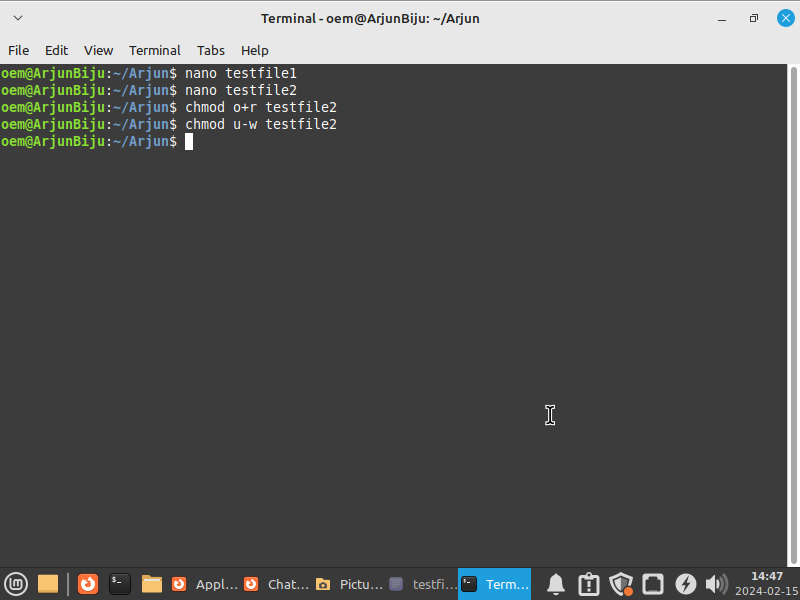 Terminal - oem@ArjunBiju: ~/Arjun
File Edit View Terminal Tabs Help
oem@ArjunBiju:~/Arjun$ nano testfile1
oem@ArjunBiju:~/Arjun$ nano testfile2
oem@ArjunBiju:~/Arjun$ chmod o+r testfile2
oem@ArjunBiju:~/Arjun$ chmod u-w testfile2
oem@ArjunBiju:~/Arjun$
Appl... Chat... Pictu... testfi... Term... 14:47
2024-02-15